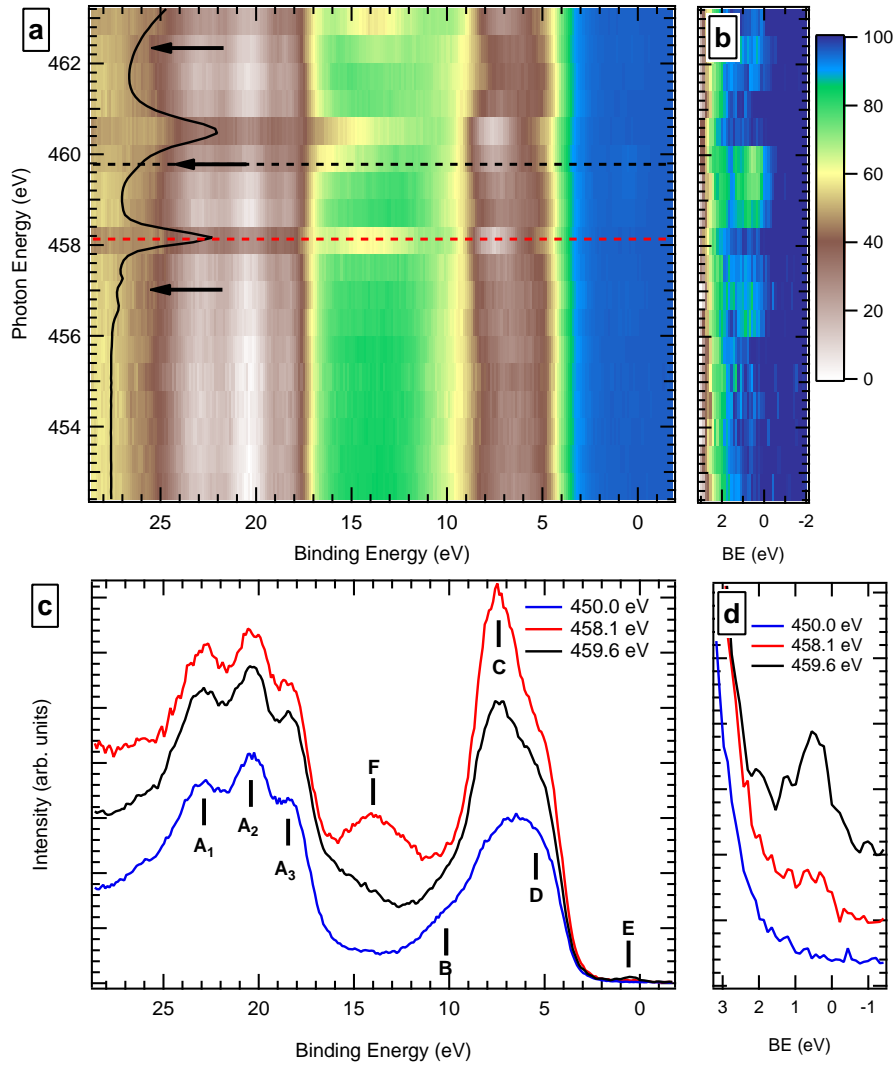 a
b
462
460
458
456
454
Photon Energy (eV)
25
20
15
10
5
0
Binding Energy (eV)
3
2
0
-2
BE (eV)
100
80
60
40
20
0
c
450.0 eV
458.1 eV
459.6 eV
A1
A2
A3
F
B
C
D
E
Intensity (arb. units)
25
20
15
10
5
0
Binding Energy (eV)
d
450.0 eV
458.1 eV
459.6 eV
3
2
1
0
-1
BE (eV)